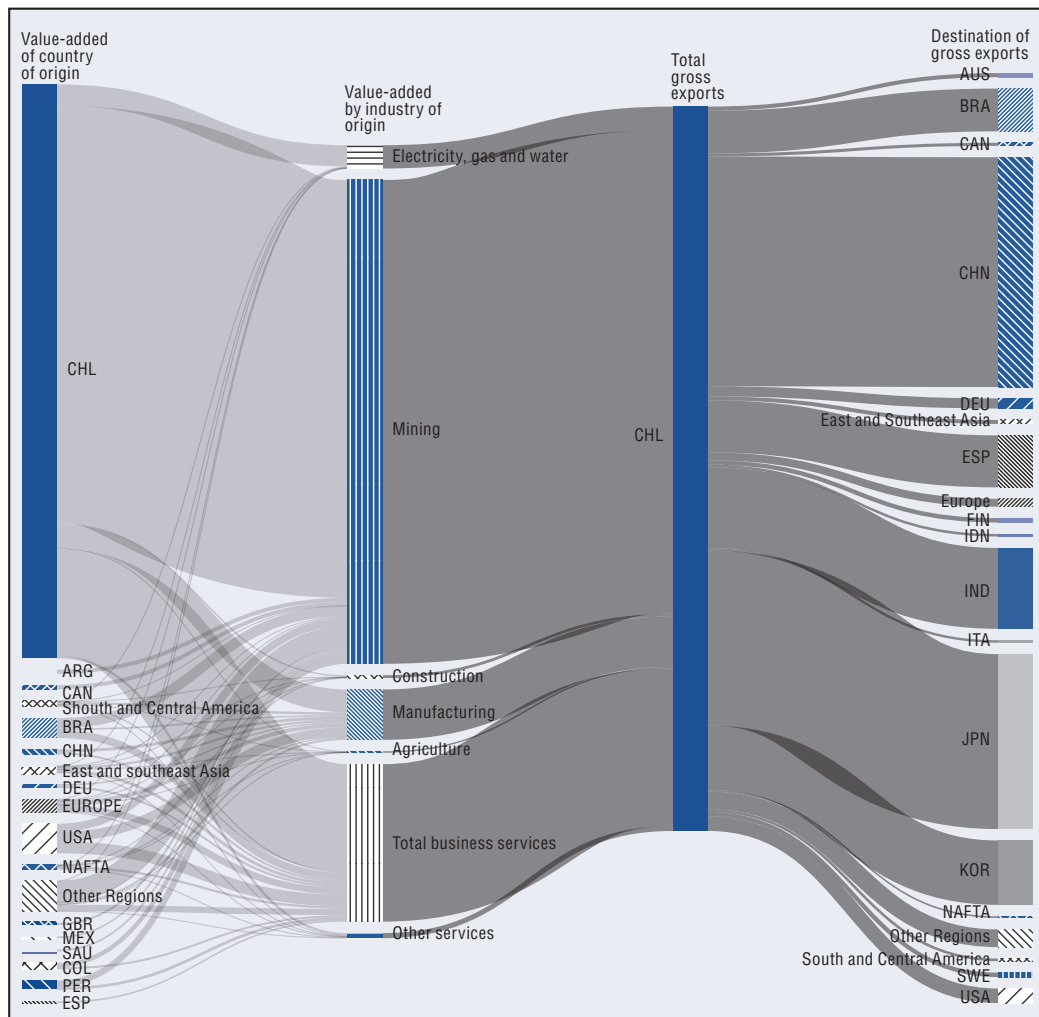 Value-added
of country
of origin
CHL
ARG
CAN
Shouth and Central America
BRA
CHN
East and southeast Asia
DEU
EUROPE
USA
NAFTA
Other Regions
GBR
MEX
SAU
COL
PER
ESP
Value-added
by industry of
origin
Electricity, gas and water
Mining
Construction
Manufacturing
Agriculture
Total business services
Other services
Total
gross
exports
CHL
Destination of
gross exports
AUS
BRA
CAN
CHN
DEU
East and Southeast Asia
ESP
Europe
FIN
IDN
IND
ITA
JPN
KOR
NAFTA
Other Regions
South and Central America
SWE
USA